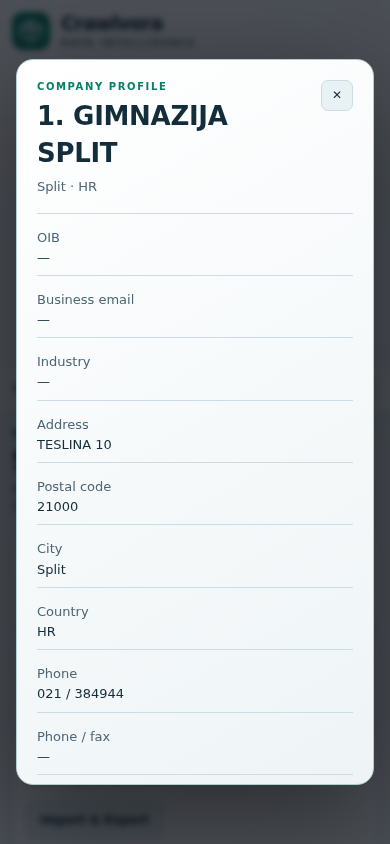 Crawlvora
COMPANY PROFILE
1. GIMNAZIJA
SPLIT
×
Split · HR
OIB
—
Business email
—
Industry
—
Address
TESLINA 10
Postal code
21000
City
Split
Country
HR
Phone
021 / 384944
Phone / fax
—
Import & Export